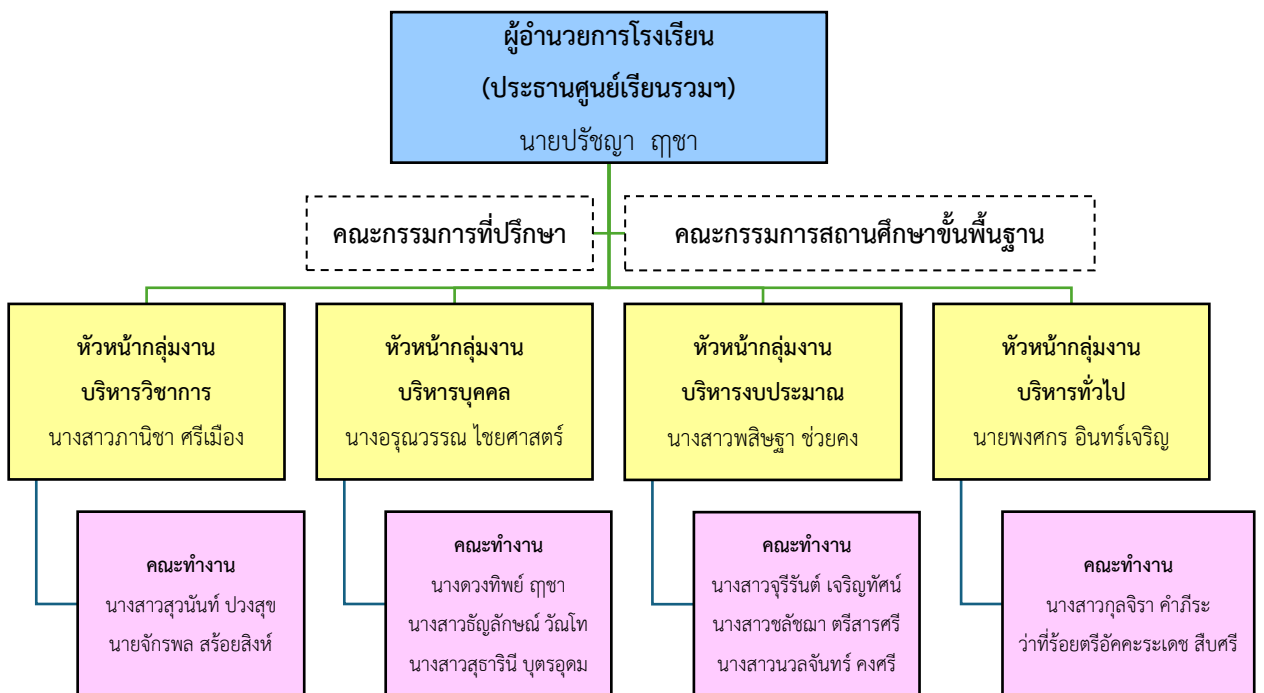 ผู้อำนวยการโรงเรียน
(ประธานศูนย์เรียนรวมฯ)
นายปรัชญา ฤๅชา
คณะกรรมการที่ปรึกษา
คณะกรรมการสถานศึกษาขั้นพื้นฐาน
หัวหน้ากลุ่มงาน
บริหารวิชาการ
นางสาวภานิชา ศรีเมือง
หัวหน้ากลุ่มงาน
บริหารบุคคล
นางอรุณวรรณ ไชยศาสตร์
หัวหน้ากลุ่มงาน
บริหารงบประมาณ
นางสาวพสิษฐา ช่วยคง
หัวหน้ากลุ่มงาน
บริหารทั่วไป
นายพงศกร อินทร์เจริญ
คณะทำงาน
นางสาวสุวนันท์ ปวงสุข
นายจักรพล สร้อยสิงห์
คณะทำงาน
นางดวงทิพย์ ฤๅชา
นางสาวธัญลักษณ์ วัณโท
นางสาวสุธารินี บุตรอุดม
คณะทำงาน
นางสาวจุรีรันต์ เจริญทัศน์
นางสาวชลัชฌา ตรีสารศรี
นางสาวนวลจันทร์ คงศรี
คณะทำงาน
นางสาวกุลจิรา คำภีระ
ว่าที่ร้อยตรีอัคคะระเดช สืบศรี